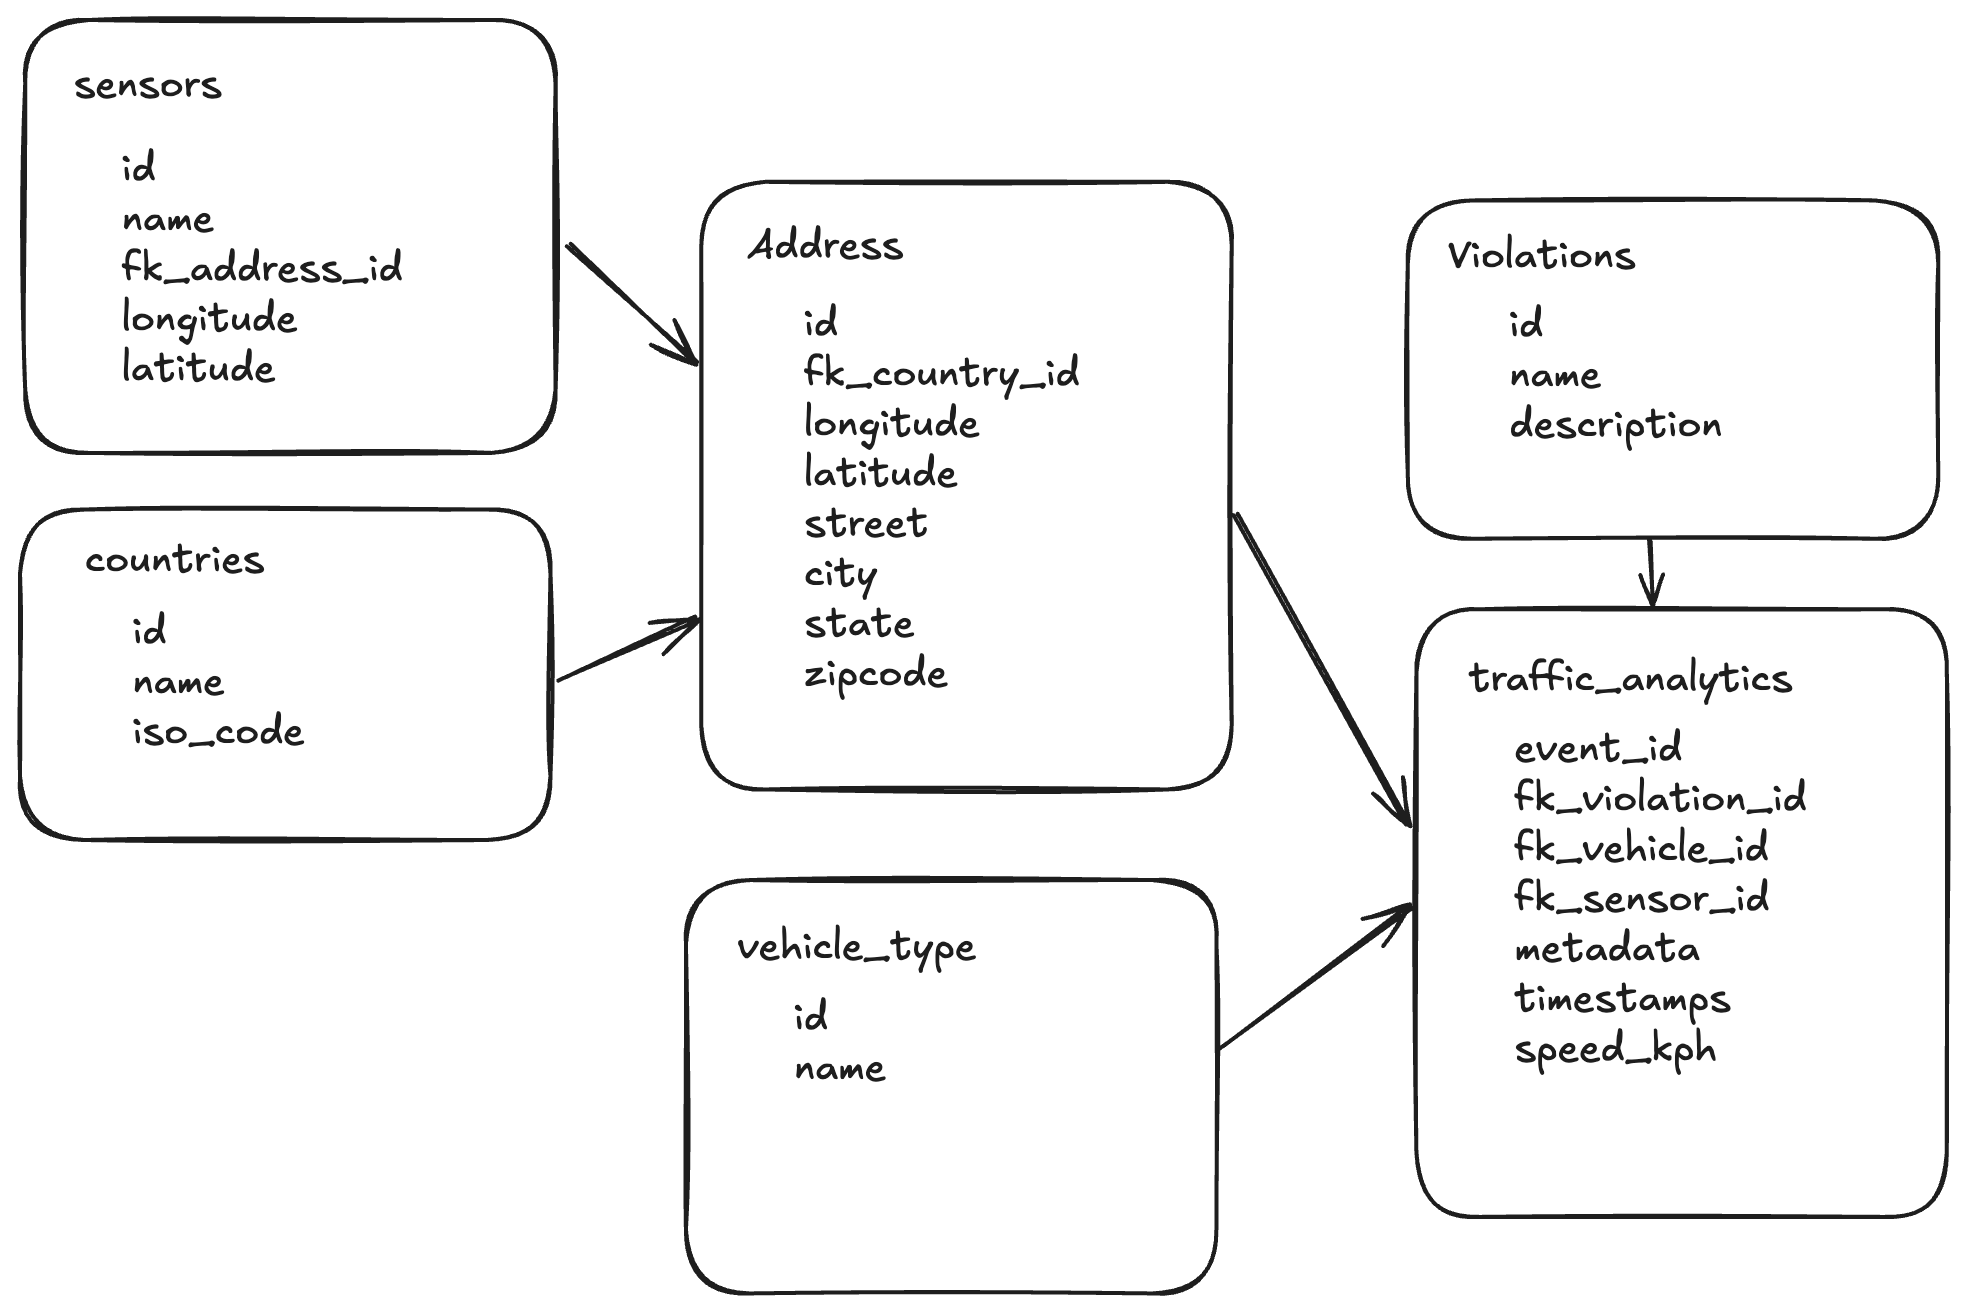 sensors
id
name
fk_address_id
longitude
latitude
countries
id
name
iso_code
Address
id
fk_country_id
longitude
latitude
street
city
state
zipcode
vehicle_type
id
name
Violations
id
name
description
traffic_analytics
event_id
fk_violation_id
fk_vehicle_id
fk_sensor_id
metadata
timestamps
speed_kph